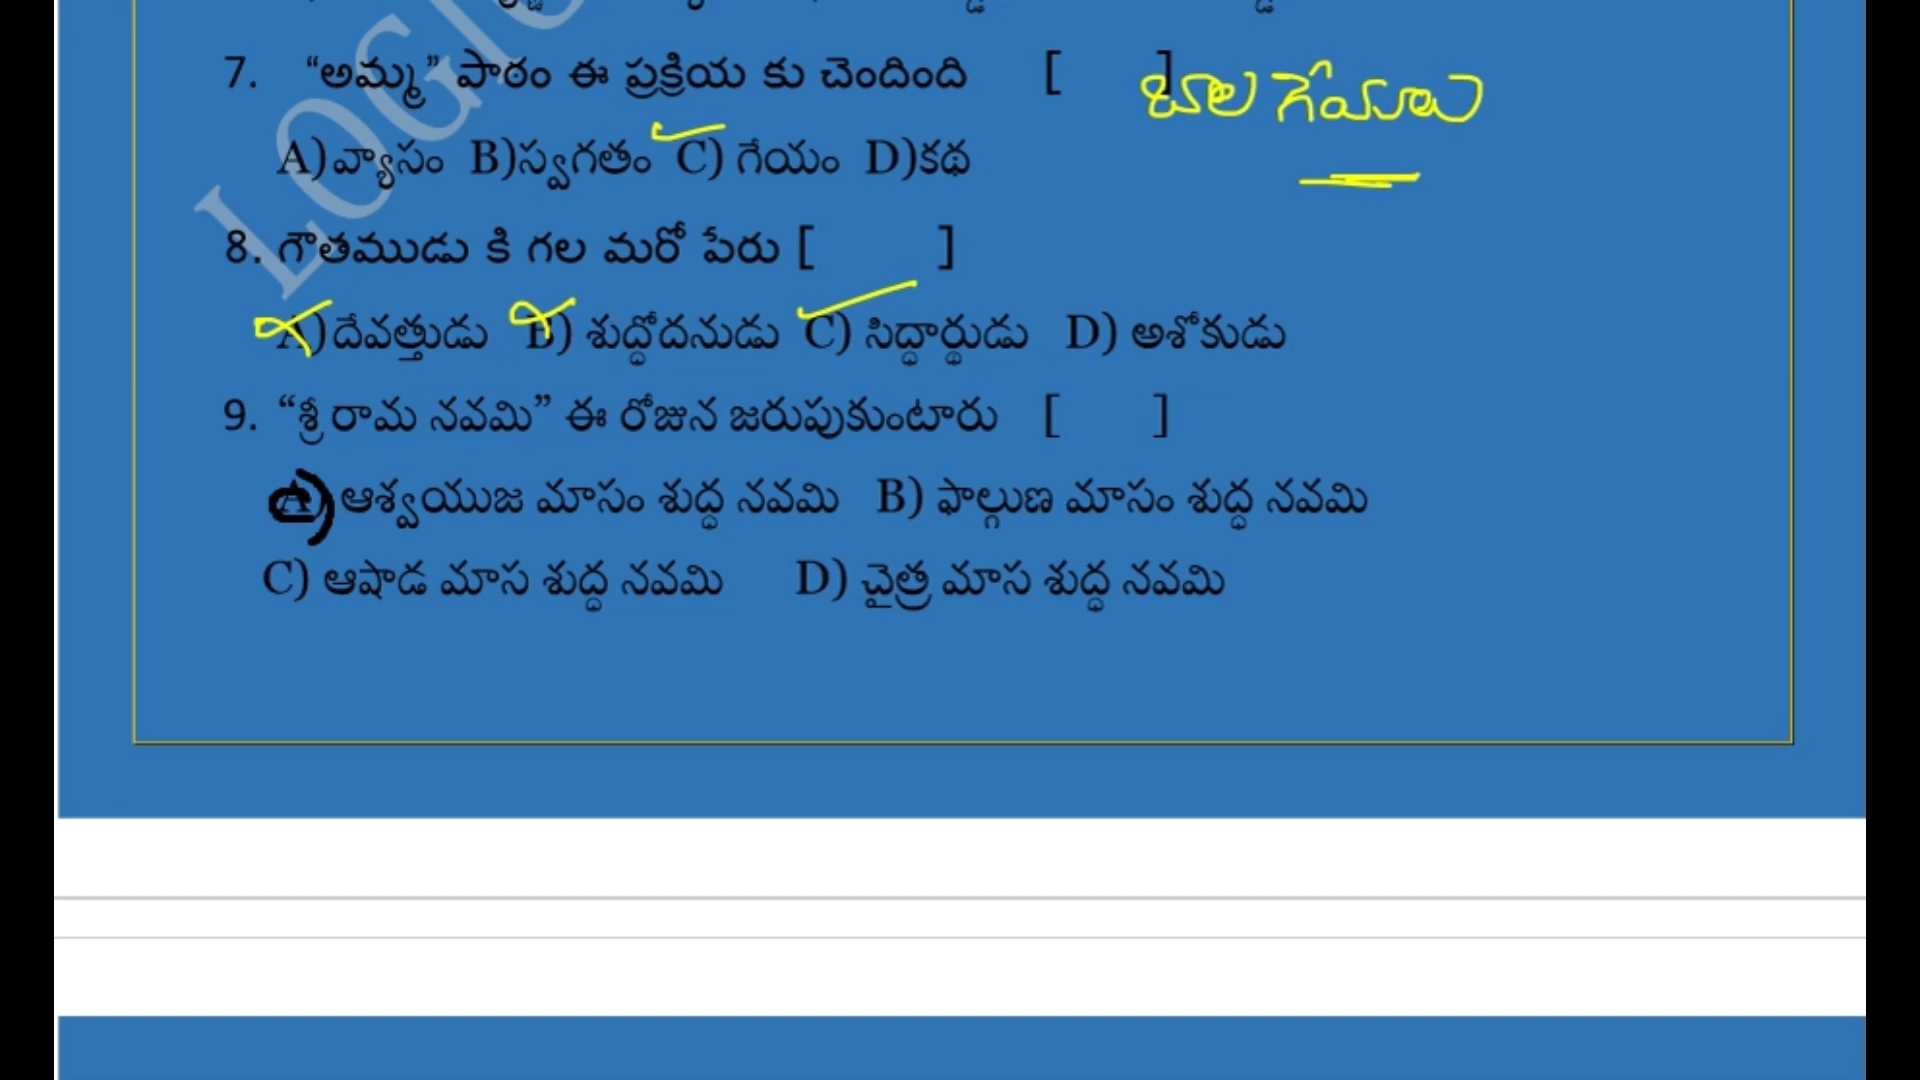 7. “అమ్మ” పాఠం ఈ ప్రక్రియ కు చెందింది [ ] బాల గేయాలు
A)వ్యాసం B)స్వగతం C) గేయం D)కథ
8. గౌతముడు కి గల మరో పేరు [ ]
A)దేవత్తుడు B) శుద్ధోదనుడు C) సిద్ధార్థుడు D) అశోకుడు
9. “శ్రీ రామ నవమి” ఈ రోజున జరుపుకుంటారు [ ]
A) ఆశ్వయుజ మాసం శుద్ధ నవమి B) ఫాల్గుణ మాసం శుద్ధ నవమి
C) ఆషాడ మాస శుద్ధ నవమి D) చైత్ర మాస శుద్ధ నవమి